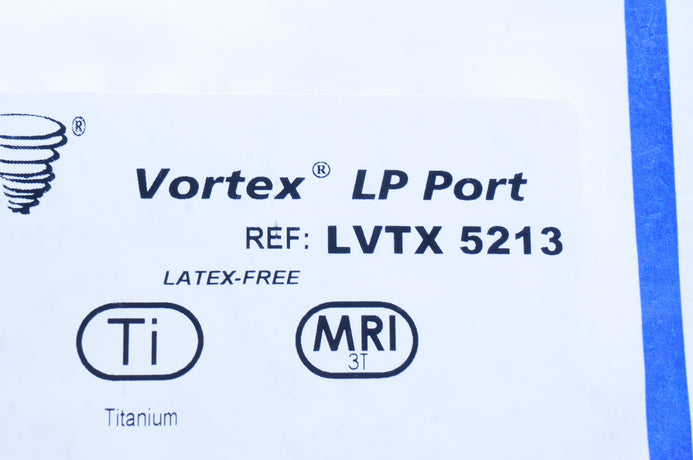 ®
Vortex® LP Port
REF: LVTX 5213
LATEX-FREE
Ti
MRI
3T
Titanium